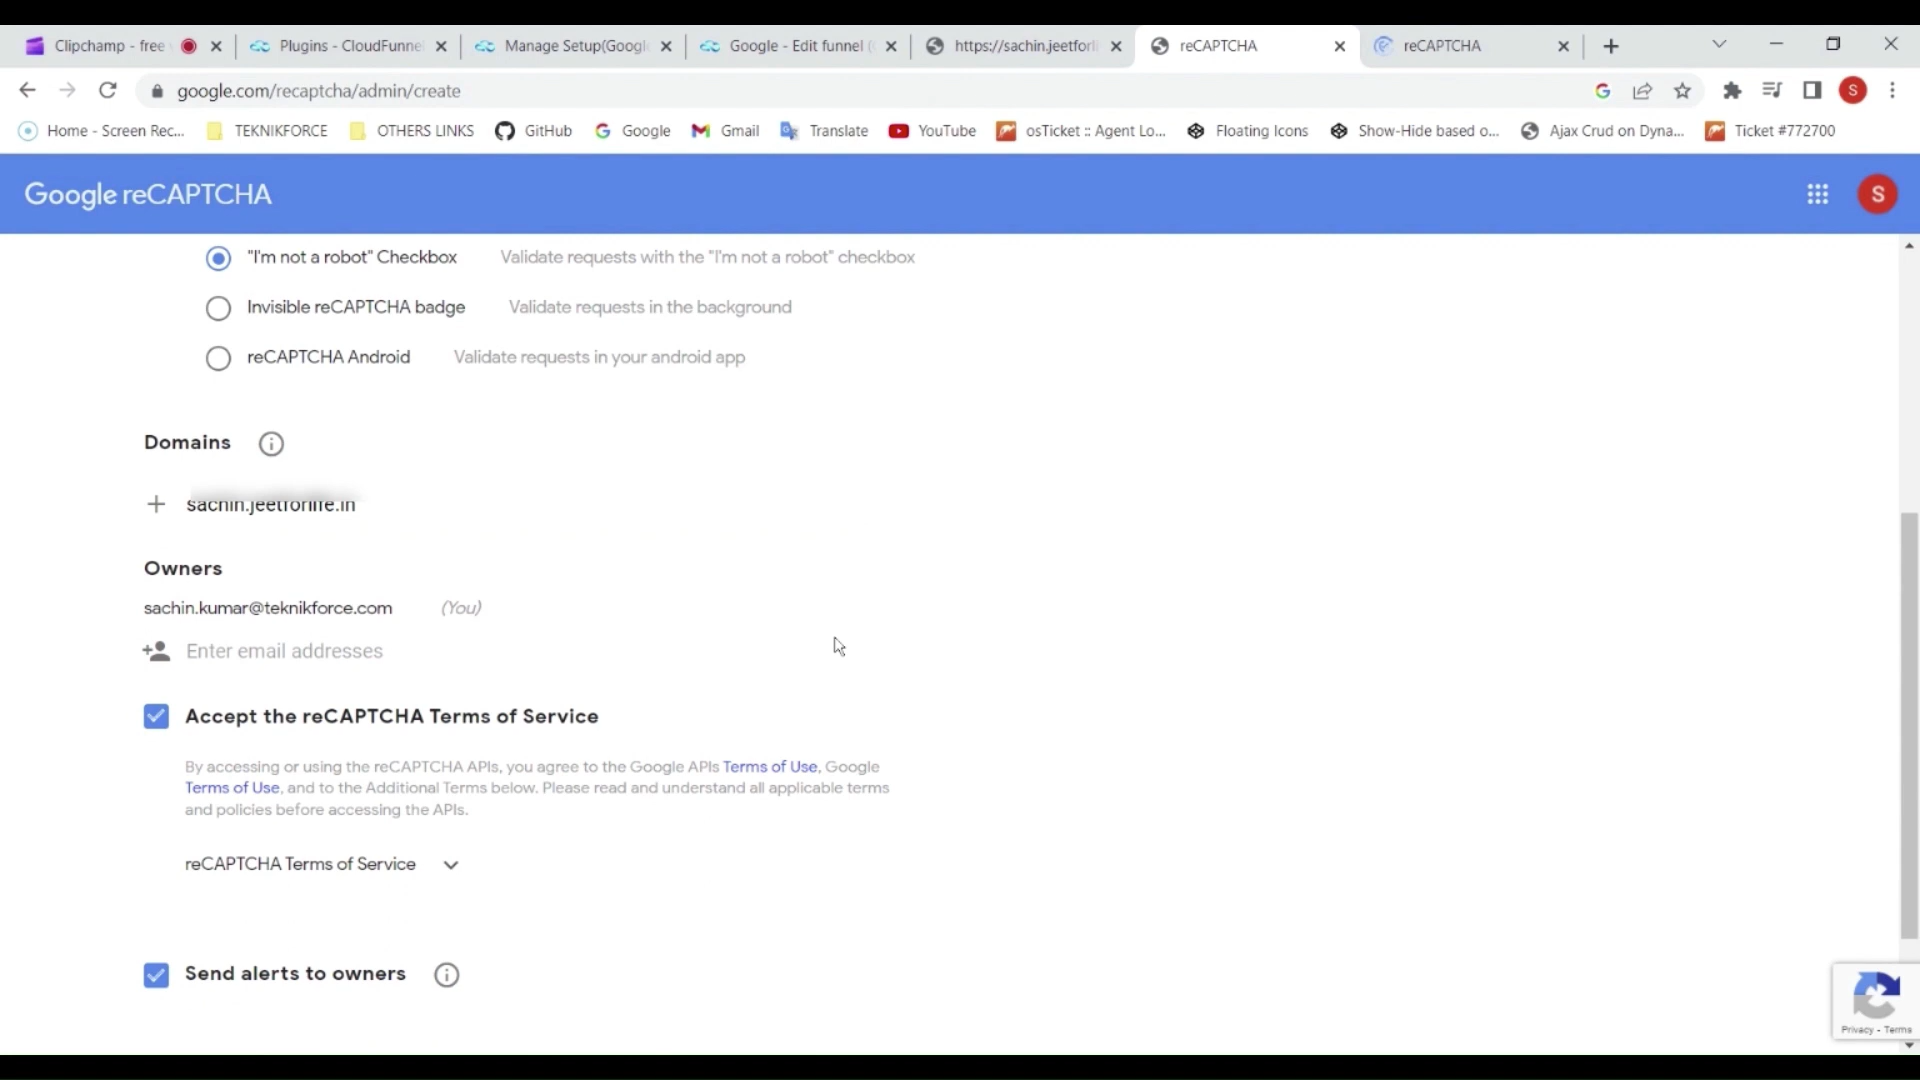 Clipchamp - free
Plugins - CloudFunne
Manage Setup(Googl
Google - Edit funnel (
https://sachin.jeetforli
reCAPTCHA
reCAPTCHA
google.com/recaptcha/admin/create
S
Home - Screen Rec...
TEKNIKFORCE
OTHERS LINKS
GitHub
Google
Gmail
Translate
YouTube
osTicket :: Agent Lo...
Floating Icons
Show-Hide based o...
Ajax Crud on Dyna...
Ticket #772700
Google reCAPTCHA
S
"I'm not a robot" Checkbox Validate requests with the "I'm not a robot" checkbox
Invisible reCAPTCHA badge Validate requests in the background
reCAPTCHA Android Validate requests in your android app
Domains
sachin.jeetforlife.in
Owners
sachin.kumar@teknikforce.com (You)
Enter email addresses
Accept the reCAPTCHA Terms of Service
By accessing or using the reCAPTCHA APIs, you agree to the Google APIs Terms of Use, Google
Terms of Use, and to the Additional Terms below. Please read and understand all applicable terms
and policies before accessing the APIs.
reCAPTCHA Terms of Service
Send alerts to owners
Privacy - Terms